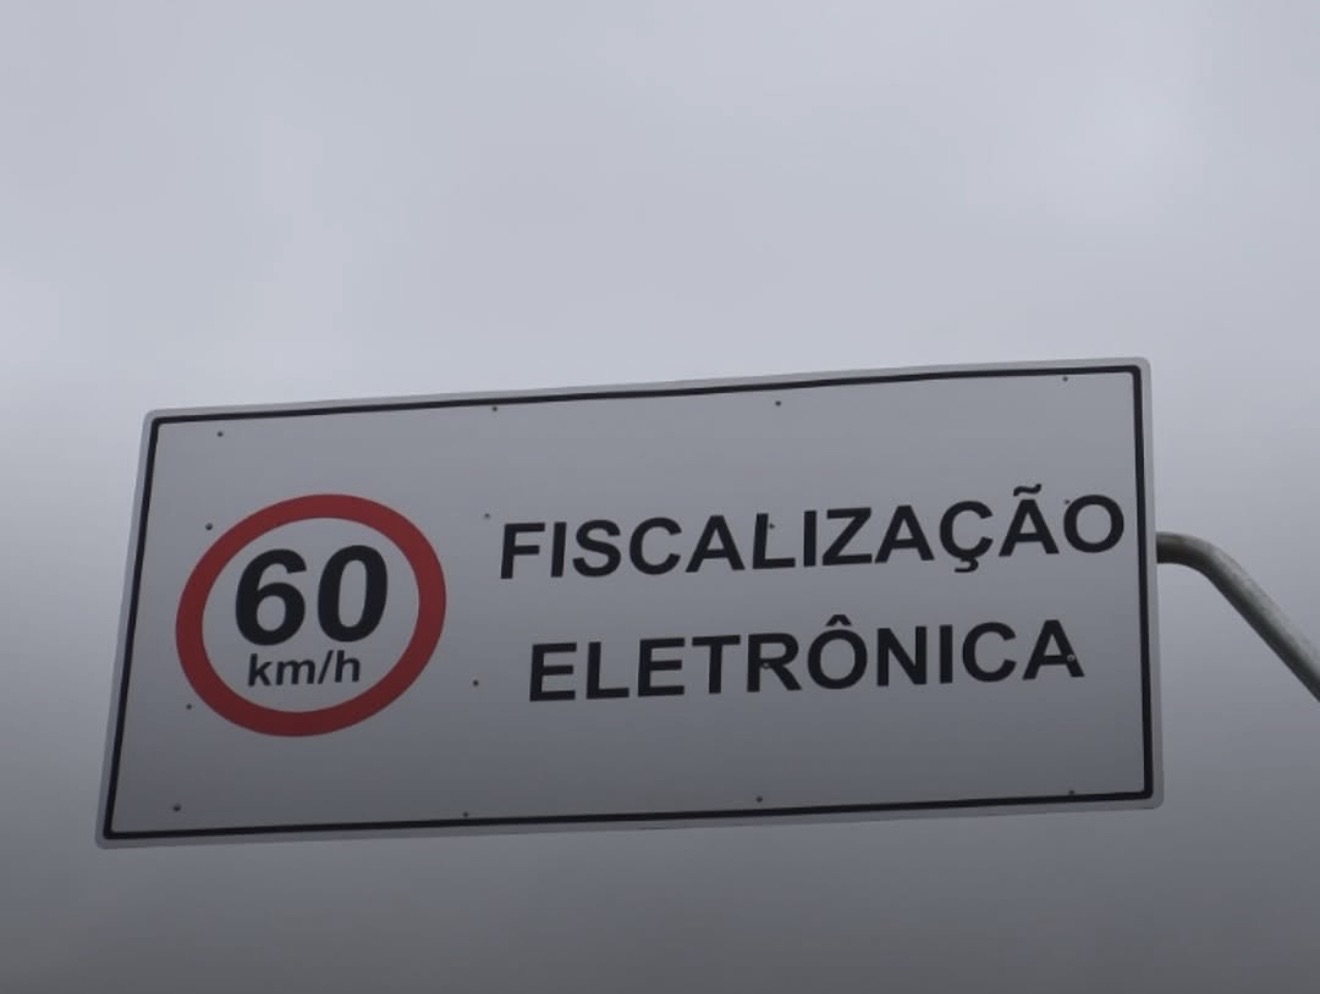 60
km/h
FISCALIZAÇÃO
ELETRÔNICA